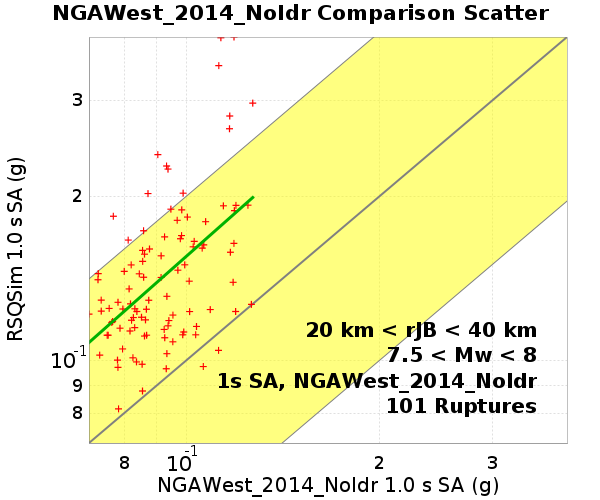 NGAWest_2014_NoIdr Comparison Scatter
RSQSim 1.0 s SA (g)
3
2
10-1
9
8
20 km < rJB < 40 km
7.5 < Mw < 8
1s SA, NGAWest_2014_NoIdr
101 Ruptures
8 10-1 2 3
NGAWest_2014_NoIdr 1.0 s SA (g)